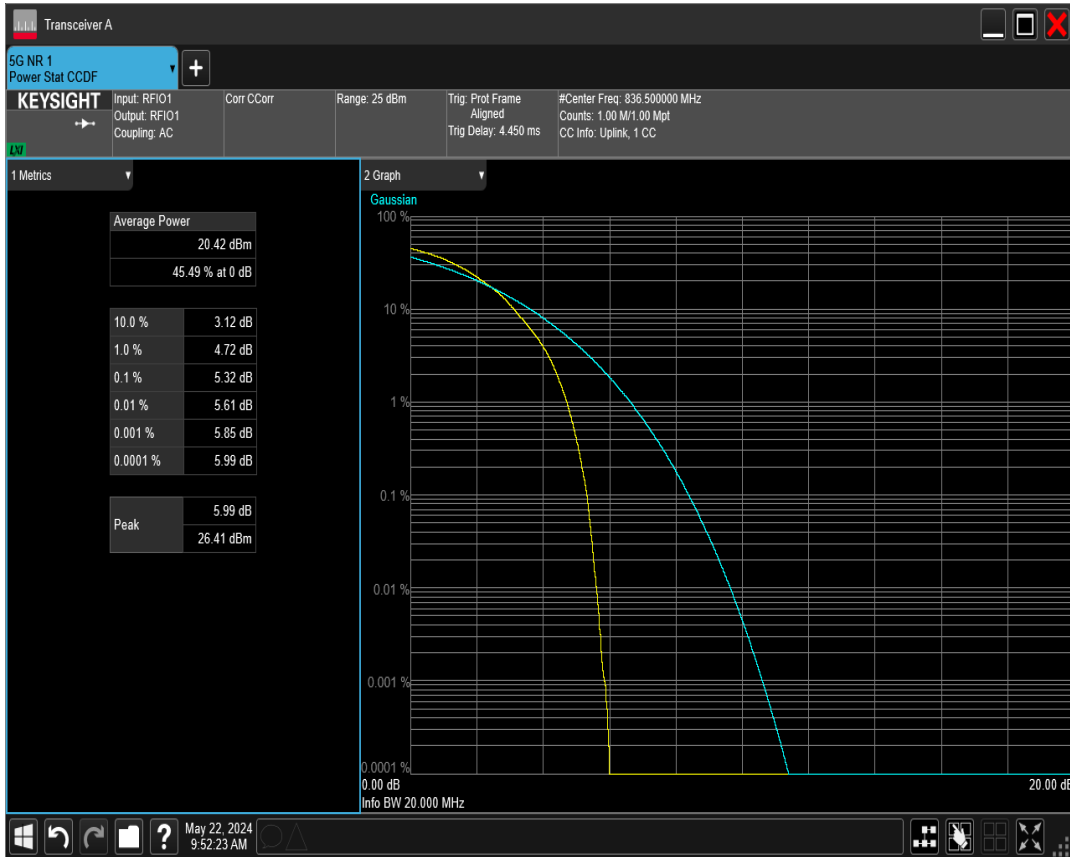 Transceiver A
5G NR 1
Power Stat CCDF
+
KEYSIGHT
LXI
Input: RFIO1
Output: RFIO1
Coupling: AC
Corr CCorr
Range: 25 dBm
Trig: Prot Frame
Aligned
Trig Delay: 4.450 ms
#Center Freq: 836.500000 MHz
Counts: 1.00 M/1.00 Mpt
CC Info: Uplink, 1 CC
1 Metrics
Average Power
20.42 dBm
45.49 % at 0 dB
10.0 % 3.12 dB
1.0 % 4.72 dB
0.1 % 5.32 dB
0.01 % 5.61 dB
0.001 % 5.85 dB
0.0001 % 5.99 dB
Peak
5.99 dB
26.41 dBm
2 Graph
Gaussian
100 %
10 %
1 %
0.1 %
0.01 %
0.001 %
0.0001 %
0.00 dB 20.00 dB
Info BW 20.000 MHz
?
May 22, 2024
9:52:23 AM